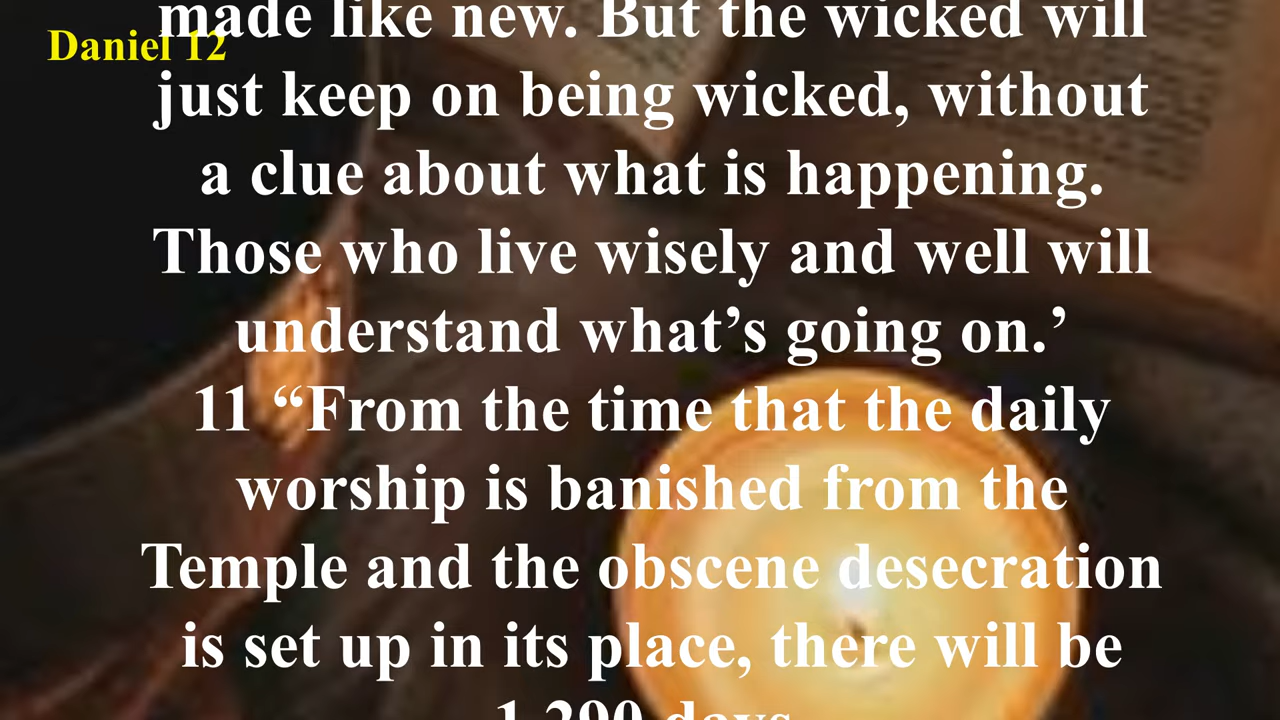 made like new. But the wicked will
Daniel 12
just keep on being wicked, without
a clue about what is happening.
Those who live wisely and well will
understand what’s going on.’
11 “From the time that the daily
worship is banished from the
Temple and the obscene desecration
is set up in its place, there will be
1,290 days.